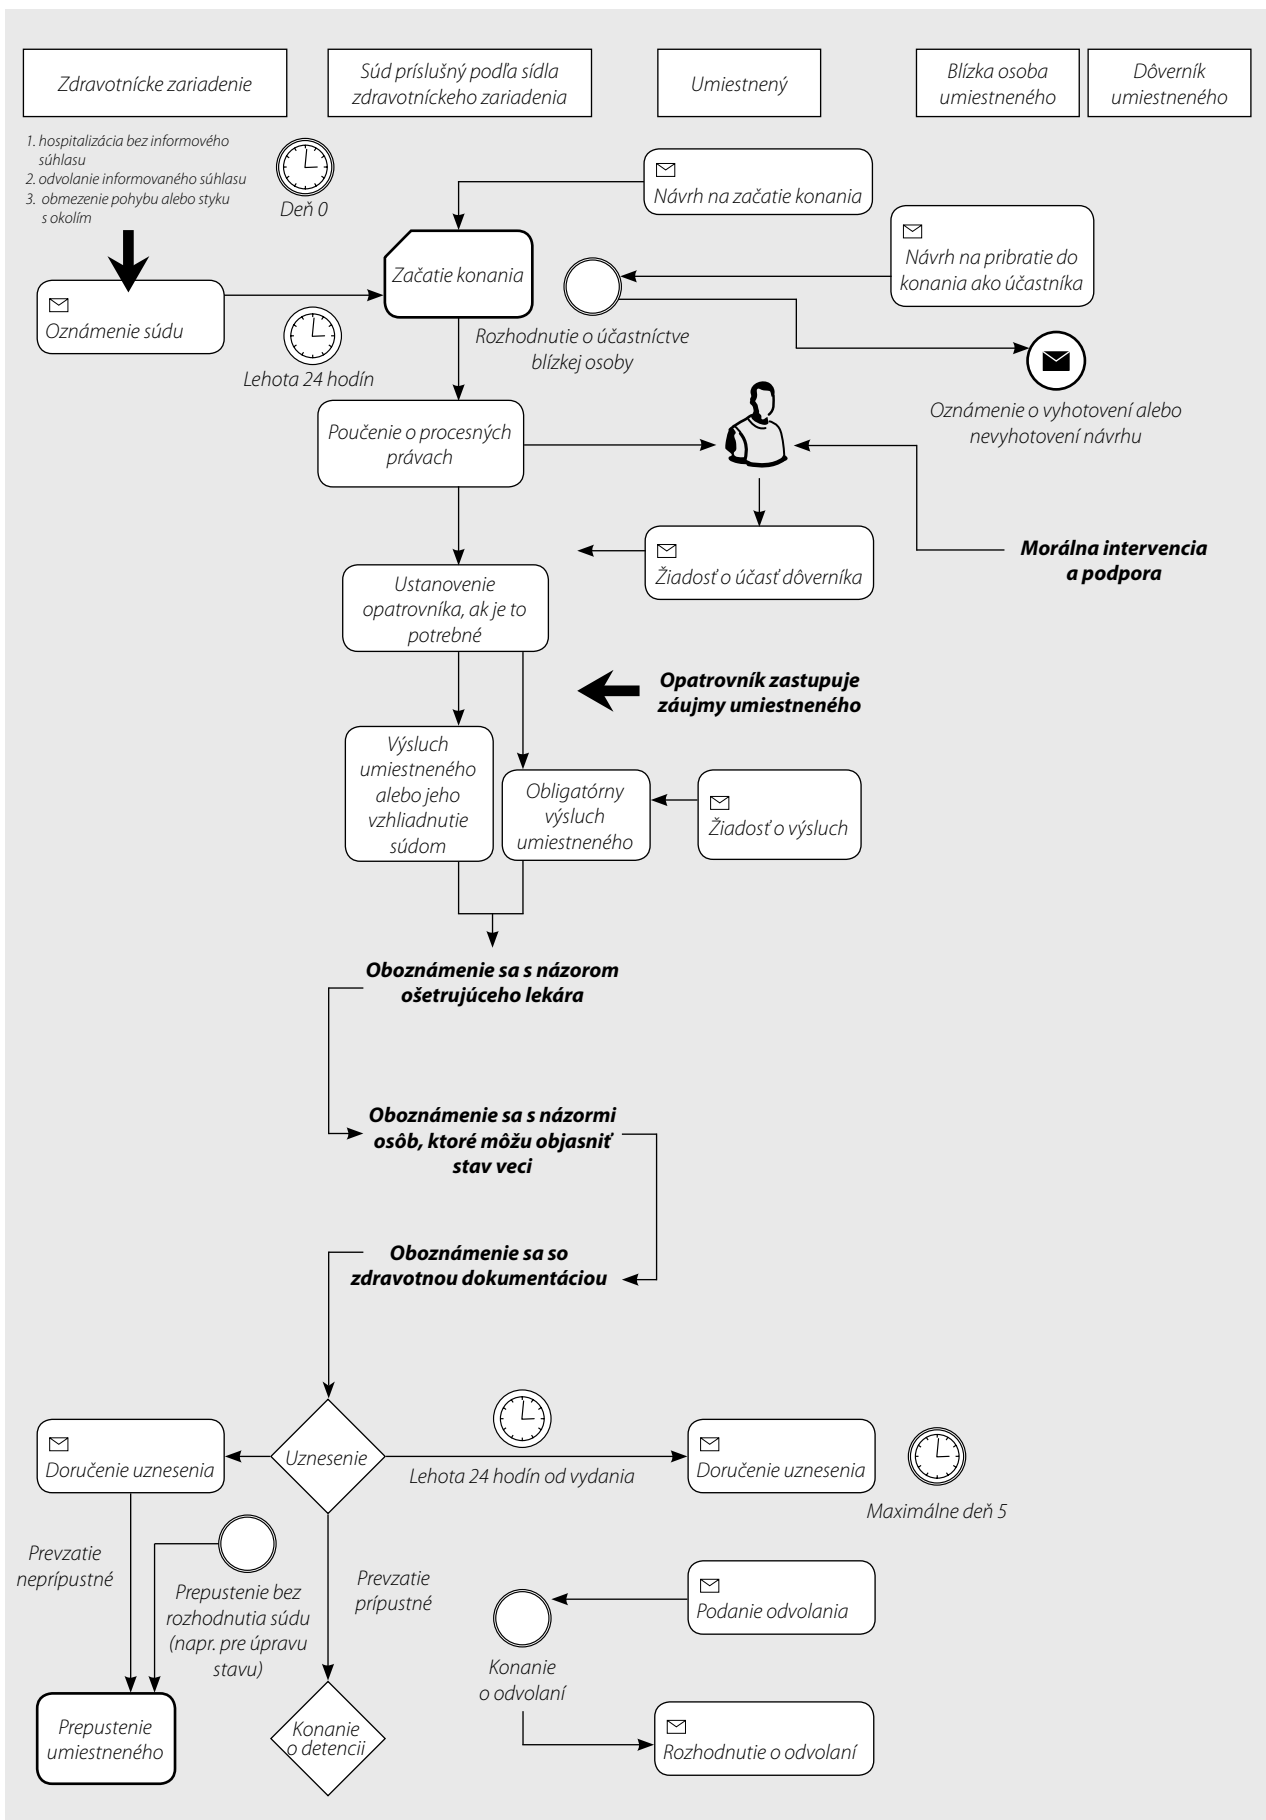 Zdravotnícke zariadenie
Súd príslušný podľa sídla
zdravotníckeho zariadenia
Umiestnený
Blízka osoba
umiestneného
Dôverník
umiestneného
1. hospitalizácia bez informového
súhlasu
2. odvolanie informovaného súhlasu
3. obmezenie pohybu alebo styku
s okolím
Deň 0
Návrh na začatie konania
Návrh na pribratie do
konania ako účastníka
Začatie konania
Oznámenie súdu
Lehota 24 hodín
Rozhodnutie o účastníctve
blízkej osoby
Oznámenie o vyhotovení alebo
nevyhotovení návrhu
Poučenie o procesných
právach
Morálna intervencia
a podpora
Žiadosť o účasť dôverníka
Ustanovenie
opatrovníka, ak je to
potrebné
Opatrovník zastupuje
záujmy umiestneného
Výsluch
umiestneného
alebo jeho
vzhliadnutie
súdom
Obligatórny
výsluch
umiestneného
Žiadosť o výsluch
Oboznámenie sa s názorom
ošetrujúceho lekára
Oboznámenie sa s názormi
osôb, ktoré môžu objasniť
stav veci
Oboznámenie sa so
zdravotnou dokumentáciou
Doručenie uznesenia
Uznesenie
Lehota 24 hodín od vydania
Doručenie uznesenia
Maximálne deň 5
Prevzatie
neprípustné
Prepustenie bez
rozhodnutia súdu
(napr. pre úpravu
stavu)
Prevzatie
prípustné
Podanie odvolania
Konanie
o odvolaní
Prepustenie
umiestneného
Konanie
o detencii
Rozhodnutie o odvolaní